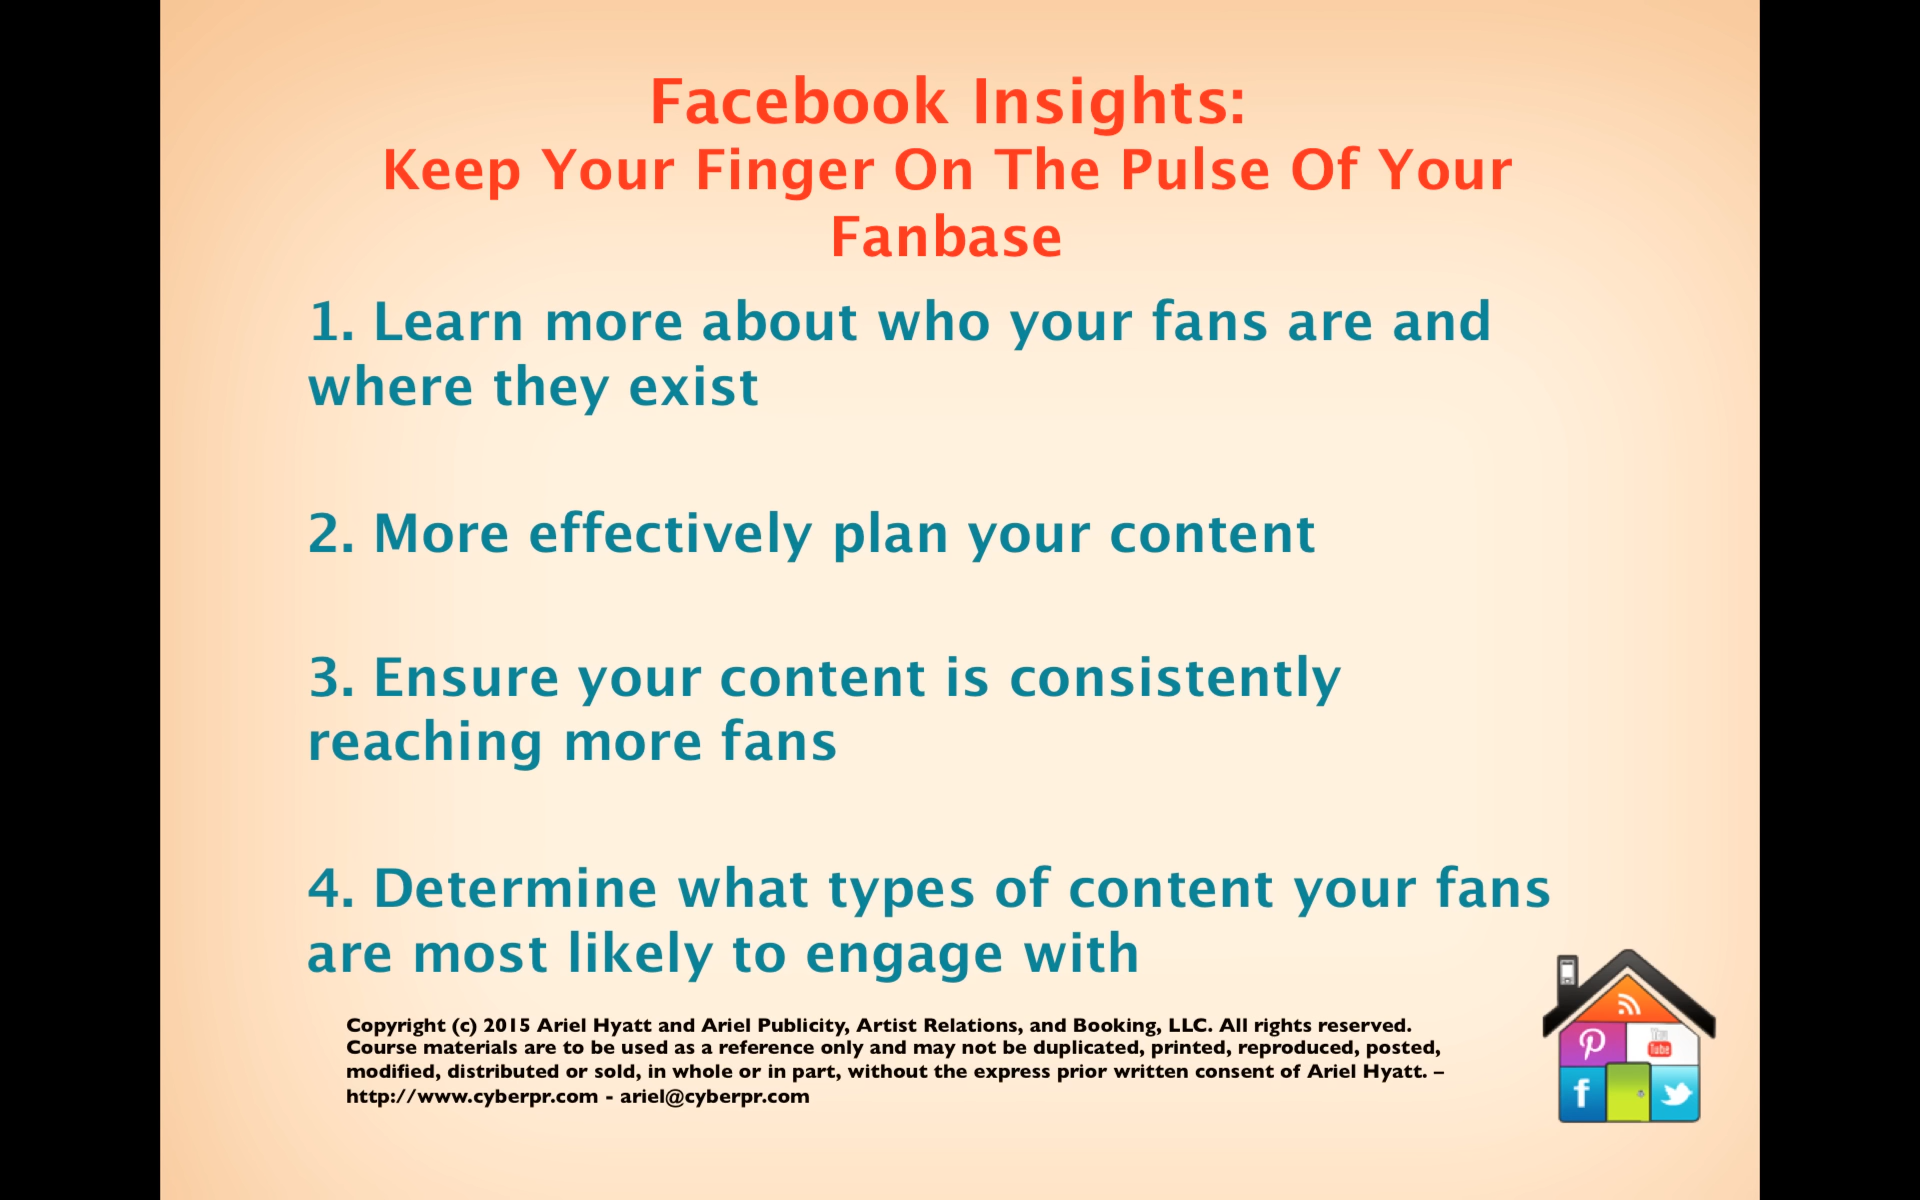 Facebook Insights:
Keep Your Finger On The Pulse Of Your
Fanbase
1. Learn more about who your fans are and
where they exist
2. More effectively plan your content
3. Ensure your content is consistently
reaching more fans
4. Determine what types of content your fans
are most likely to engage with
Copyright (c) 2015 Ariel Hyatt and Ariel Publicity, Artist Relations, and Booking, LLC. All rights reserved.
Course materials are to be used as a reference only and may not be duplicated, printed, reproduced, posted,
modified, distributed or sold, in whole or in part, without the express prior written consent of Ariel Hyatt. –
http://www.cyberpr.com - ariel@cyberpr.com
You
Tube